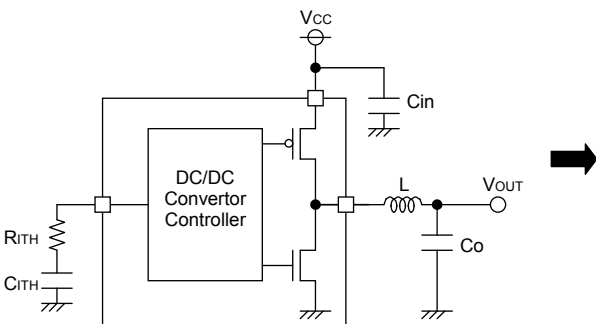 VCC
Cin
DC/DC
Convertor
Controller
L
VOUT
RITH
Co
CITH